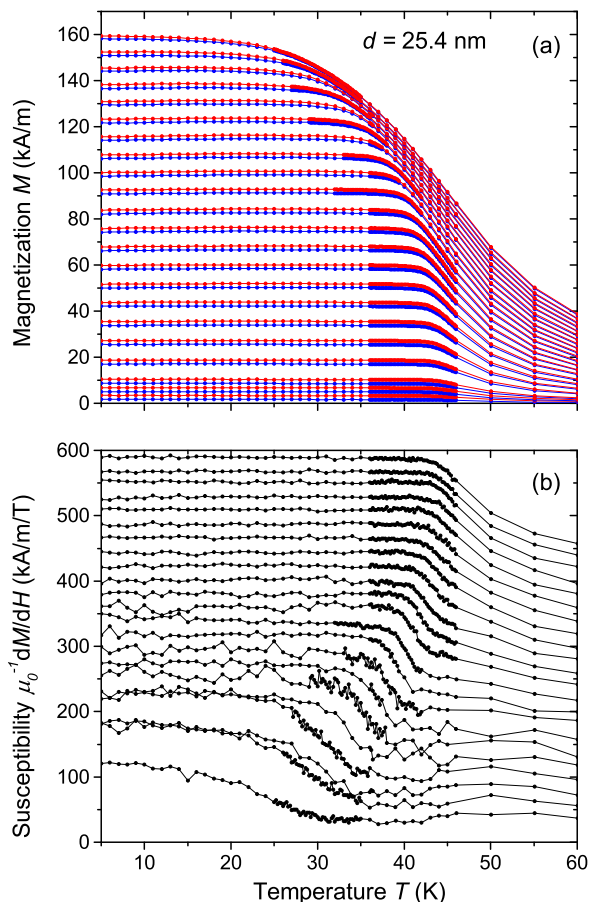 d = 25.4 nm
(a)
Magnetization M (kA/m)
160
140
120
100
80
60
40
20
0
(b)
Susceptibility μ₀⁻¹dM/dH (kA/m/T)
600
500
400
300
200
100
0
10 20 30 40 50 60
Temperature T (K)